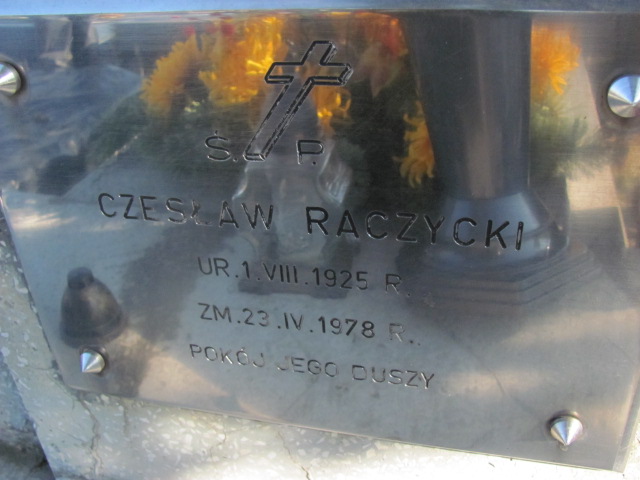 Ś. P.
CZESŁAW RACZYCKI
UR.1.VIII.1925 R.
ZM.23.IV.1978 R.
POKÓJ JEGO DUSZY